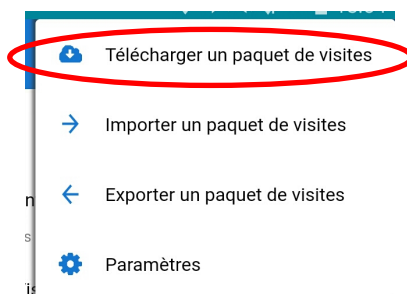 Télécharger un paquet de visites
Importer un paquet de visites
Exporter un paquet de visites
Paramètres